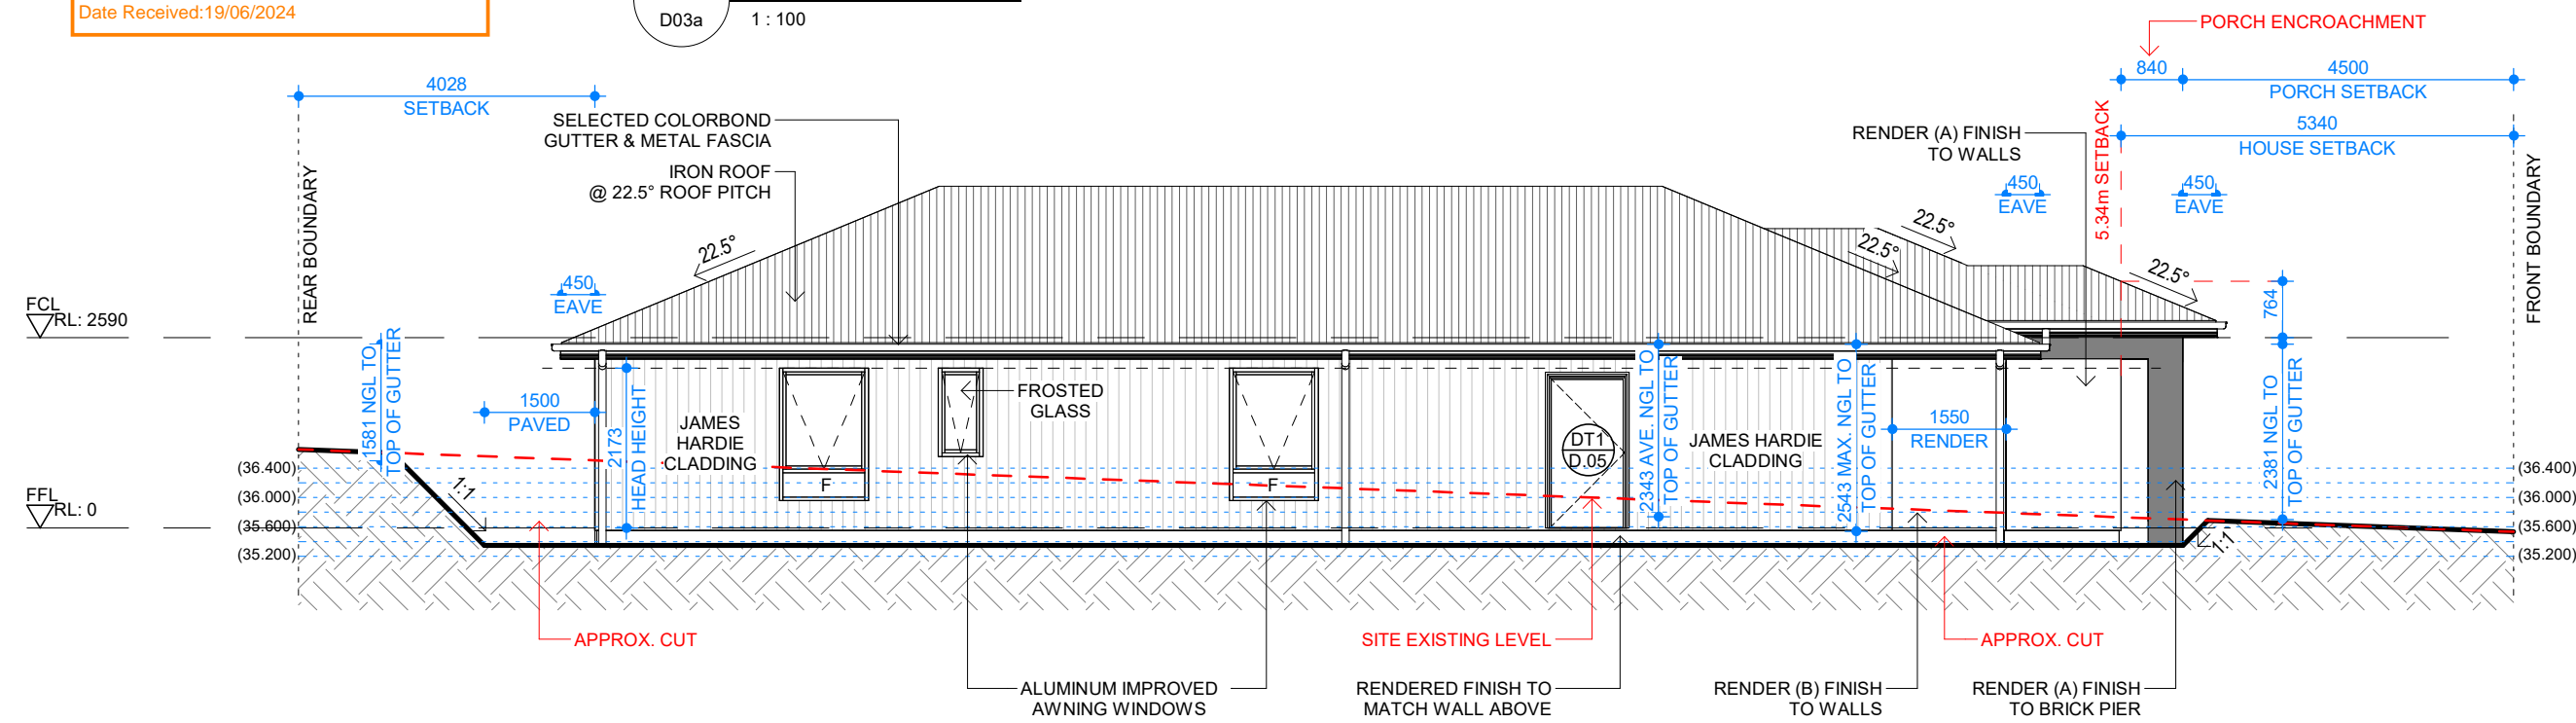 Date Received:19/06/2024
D03a
1 : 100
PORCH ENCROACHMENT
840
4500
PORCH SETBACK
4028
SETBACK
SELECTED COLORBOND
GUTTER & METAL FASCIA
IRON ROOF
@ 22.5° ROOF PITCH
RENDER (A) FINISH
TO WALLS
5340
HOUSE SETBACK
5.34m SETBACK
450
EAVE
450
EAVE
REAR BOUNDARY
FRONT BOUNDARY
22.5°
22.5°
22.5°
22.5°
450
EAVE
764
FCL
RL: 2590
1581 NGL TO
TOP OF GUTTER
1500
PAVED
2173
HEAD HEIGHT
JAMES
HARDIE
CLADDING
FROSTED
GLASS
F
F
DT1
D.05
2343 AVE. NGL TO
TOP OF GUTTER
JAMES HARDIE
CLADDING
2543 MAX. NGL TO
TOP OF GUTTER
1550
RENDER
2381 NGL TO
TOP OF GUTTER
(36.400)
(36.000)
(35.600)
(35.200)
FFL
RL: 0
1:1
1:1
(36.400)
(36.000)
(35.600)
(35.200)
APPROX. CUT
SITE EXISTING LEVEL
APPROX. CUT
ALUMINUM IMPROVED
AWNING WINDOWS
RENDERED FINISH TO
MATCH WALL ABOVE
RENDER (B) FINISH
TO WALLS
RENDER (A) FINISH
TO BRICK PIER